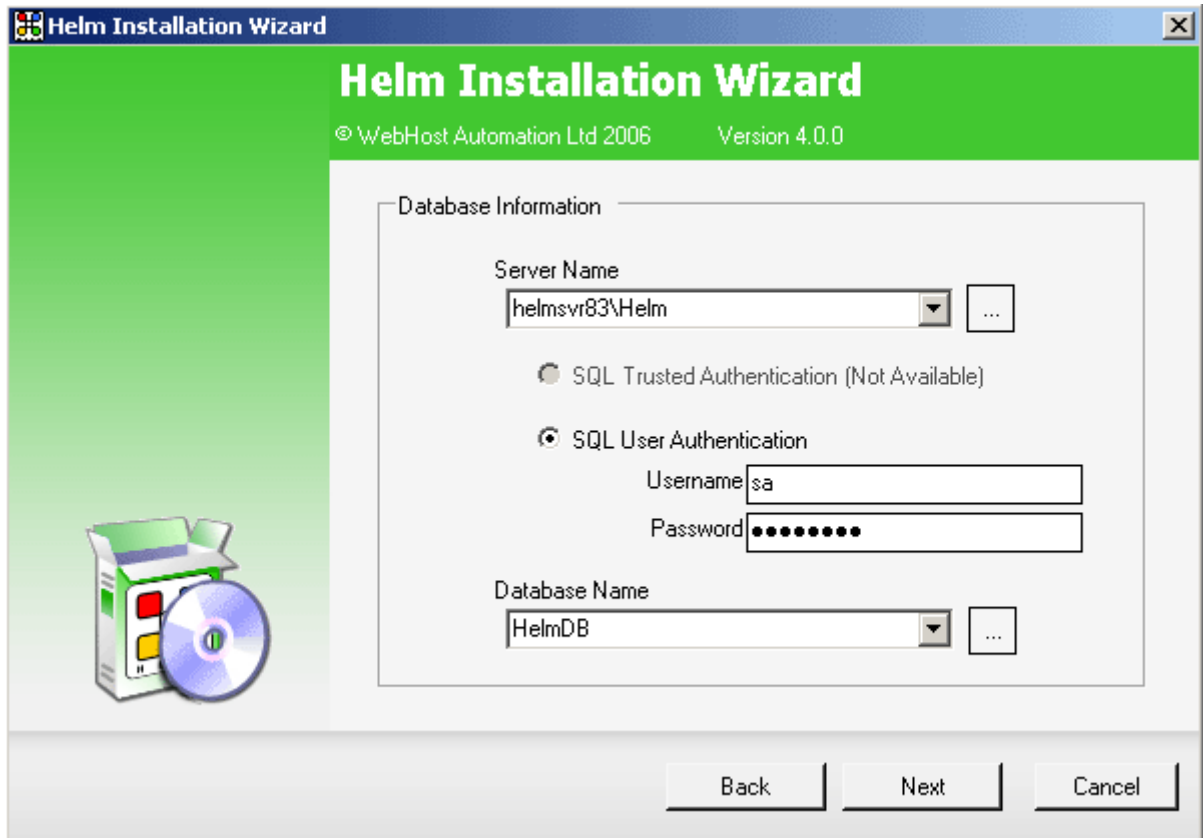 Helm Installation Wizard
Helm Installation Wizard
© WebHost Automation Ltd 2006 Version 4.0.0
Database Information
Server Name
helmsvr83\Helm
...
SQL Trusted Authentication (Not Available)
SQL User Authentication
Username sa
Password ●●●●●●●●
Database Name
HelmDB
...
Back Next Cancel